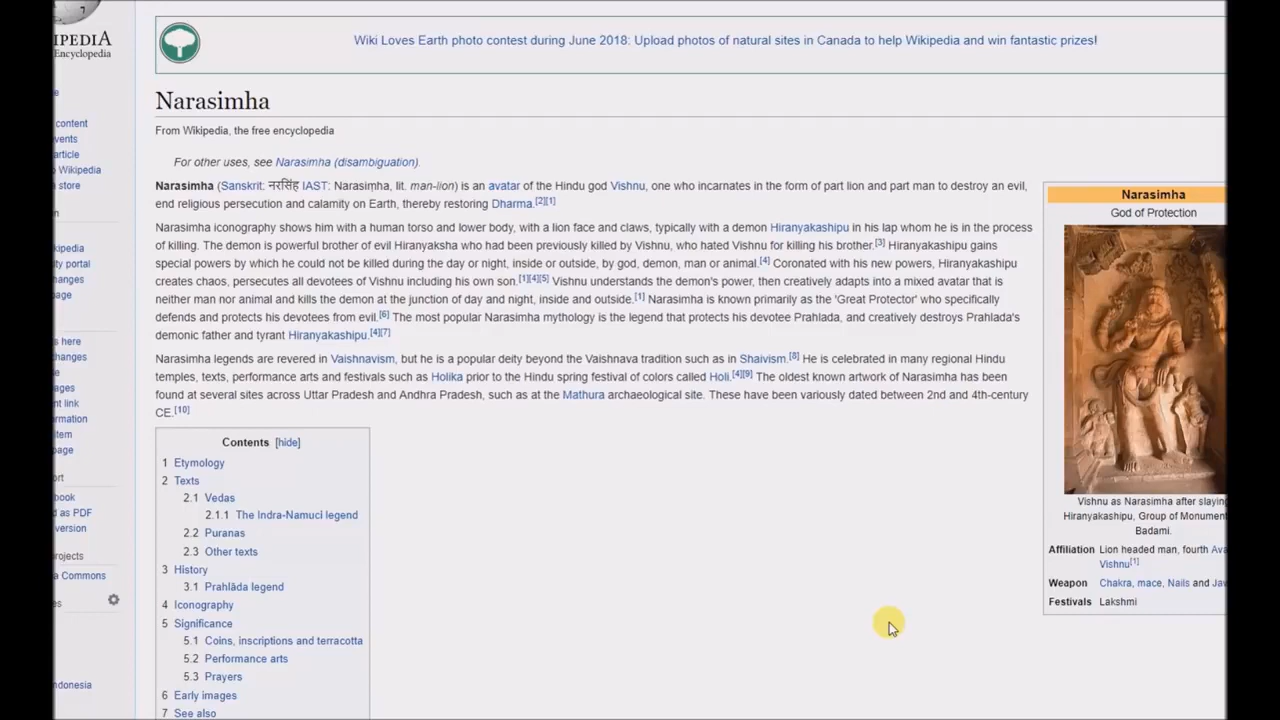 IPEDIA
Encyclopedia
content
article
Wikipedia
store
kipedia
hanges
here
hanges
ages
nt link
item
page
book
d as PDF
version
rojects
a Commons
ndonesia
Wiki Loves Earth photo contest during June 2018: Upload photos of natural sites in Canada to help Wikipedia and win fantastic prizes!
Narasimha
From Wikipedia, the free encyclopedia
For other uses, see Narasimha (disambiguation).
Narasimha (Sanskrit: नरसिंह IAST: Narasiṃha, lit. man-lion) is an avatar of the Hindu god Vishnu, one who incarnates in the form of part lion and part man to destroy an evil,
end religious persecution and calamity on Earth, thereby restoring Dharma.[2][1]
Narasimha iconography shows him with a human torso and lower body, with a lion face and claws, typically with a demon Hiranyakashipu in his lap whom he is in the process
of killing. The demon is powerful brother of evil Hiranyaksha who had been previously killed by Vishnu, who hated Vishnu for killing his brother.[3] Hiranyakashipu gains
special powers by which he could not be killed during the day or night, inside or outside, by god, demon, man or animal.[4] Coronated with his new powers, Hiranyakashipu
creates chaos, persecutes all devotees of Vishnu including his own son.[1][4][5] Vishnu understands the demon's power, then creatively adapts into a mixed avatar that is
neither man nor animal and kills the demon at the junction of day and night, inside and outside.[1] Narasimha is known primarily as the 'Great Protector' who specifically
defends and protects his devotees from evil.[6] The most popular Narasimha mythology is the legend that protects his devotee Prahlada, and creatively destroys Prahlada's
demonic father and tyrant Hiranyakashipu.[4][7]
Narasimha legends are revered in Vaishnavism, but he is a popular deity beyond the Vaishnava tradition such as in Shaivism.[8] He is celebrated in many regional Hindu
temples, texts, performance arts and festivals such as Holika prior to the Hindu spring festival of colors called Holi.[4][9] The oldest known artwork of Narasimha has been
found at several sites across Uttar Pradesh and Andhra Pradesh, such as at the Mathura archaeological site. These have been variously dated between 2nd and 4th-century
CE.[10]
Contents [hide]
1 Etymology
2 Texts
2.1 Vedas
2.1.1 The Indra-Namuci legend
2.2 Puranas
2.3 Other texts
3 History
3.1 Prahlāda legend
4 Iconography
5 Significance
5.1 Coins, inscriptions and terracotta
5.2 Performance arts
5.3 Prayers
6 Early images
7 See also
Narasimha
God of Protection
Vishnu as Narasimha after slayin
Hiranyakashipu, Group of Monument
Badami.
Affiliation Lion headed man, fourth Ava
Vishnu[1]
Weapon Chakra, mace, Nails and Jaw
Festivals Lakshmi